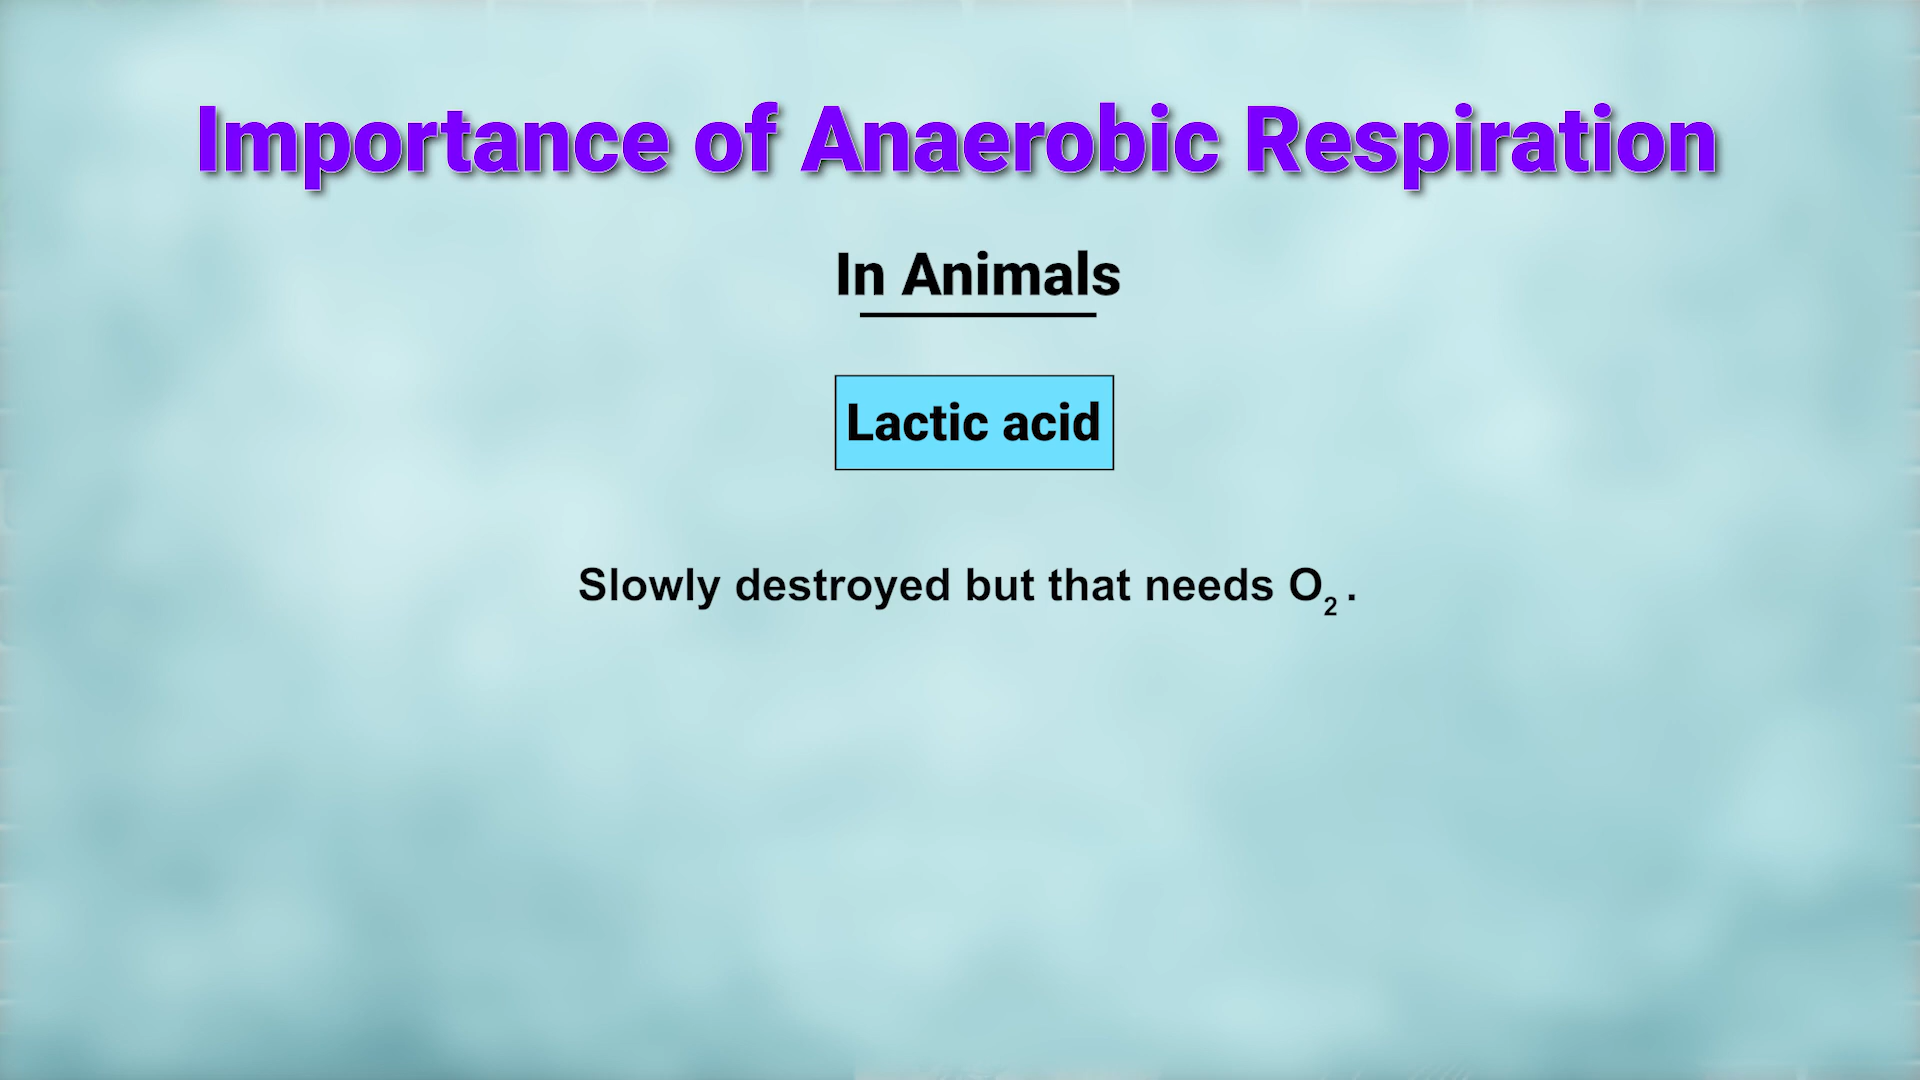 Importance of Anaerobic Respiration
In Animals
Lactic acid
Slowly destroyed but that needs O₂ .